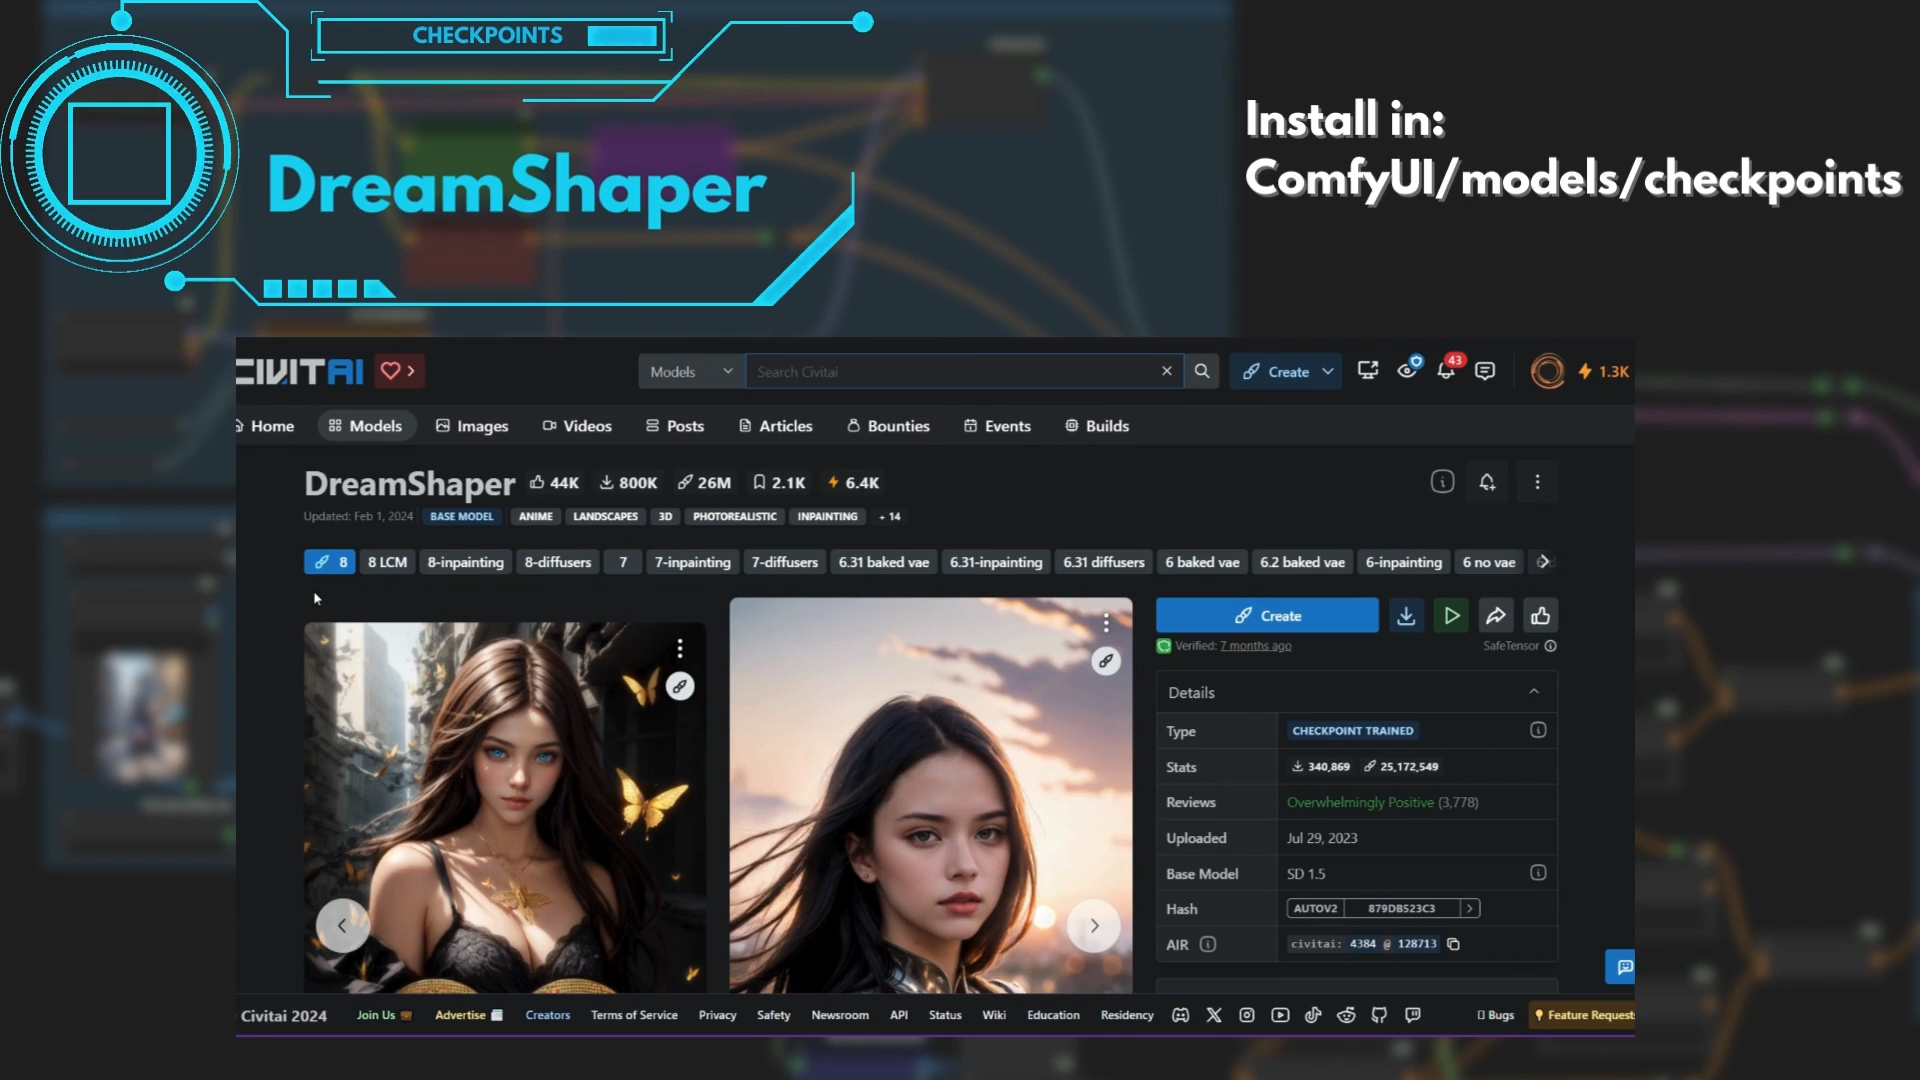 CHECKPOINTS
DreamShaper
Install in:
ComfyUI/models/checkpoints
CIVITAI
Models
Search Civitai
Create
43
1.3K
Home
Models
Images
Videos
Posts
Articles
Bounties
Events
Builds
DreamShaper
44K
800K
26M
2.1K
6.4K
Updated: Feb 1, 2024
BASE MODEL
ANIME
LANDSCAPES
3D
PHOTOREALISTIC
INPAINTING
+ 14
8
8 LCM
8-inpainting
8-diffusers
7
7-inpainting
7-diffusers
6.31 baked vae
6.31-inpainting
6.31 diffusers
6 baked vae
6.2 baked vae
6-inpainting
6 no vae
Create
Verified: 7 months ago
SafeTensor
Details
Type
CHECKPOINT TRAINED
Stats
340,869
25,172,549
Reviews
Overwhelmingly Positive (3,778)
Uploaded
Jul 29, 2023
Base Model
SD 1.5
Hash
AUTOV2
879DB523C3
AIR
civitai: 4384 @ 128713
Civitai 2024
Join Us
Advertise
Creators
Terms of Service
Privacy
Safety
Newsroom
API
Status
Wiki
Education
Residency
Bugs
Feature Requests